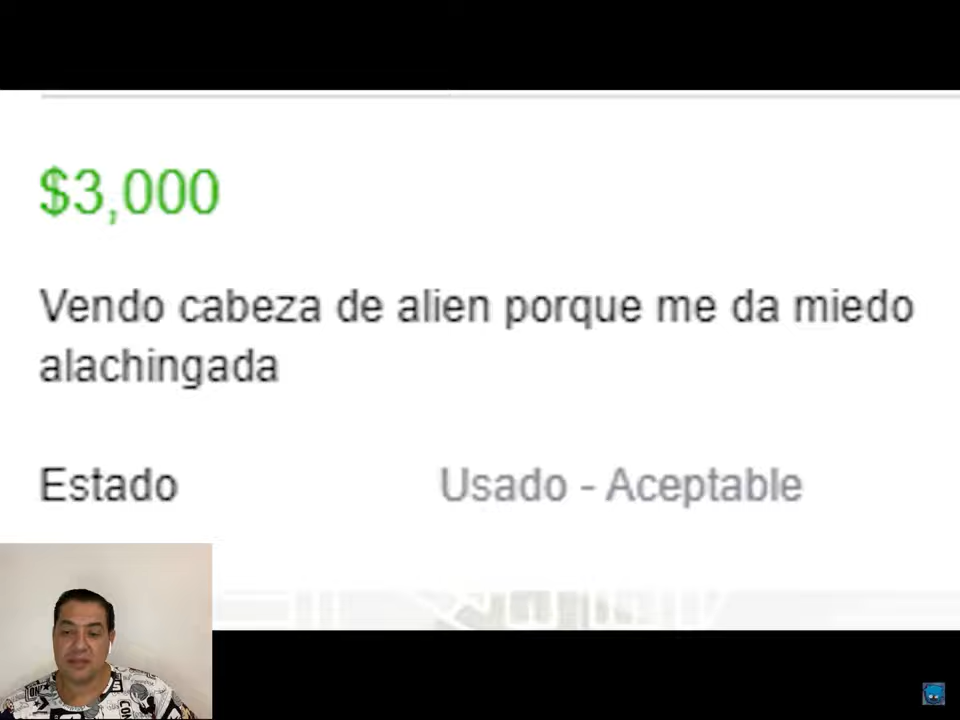 $3,000
Vendo cabeza de alien porque me da miedo
alachingada
Estado Usado - Aceptable